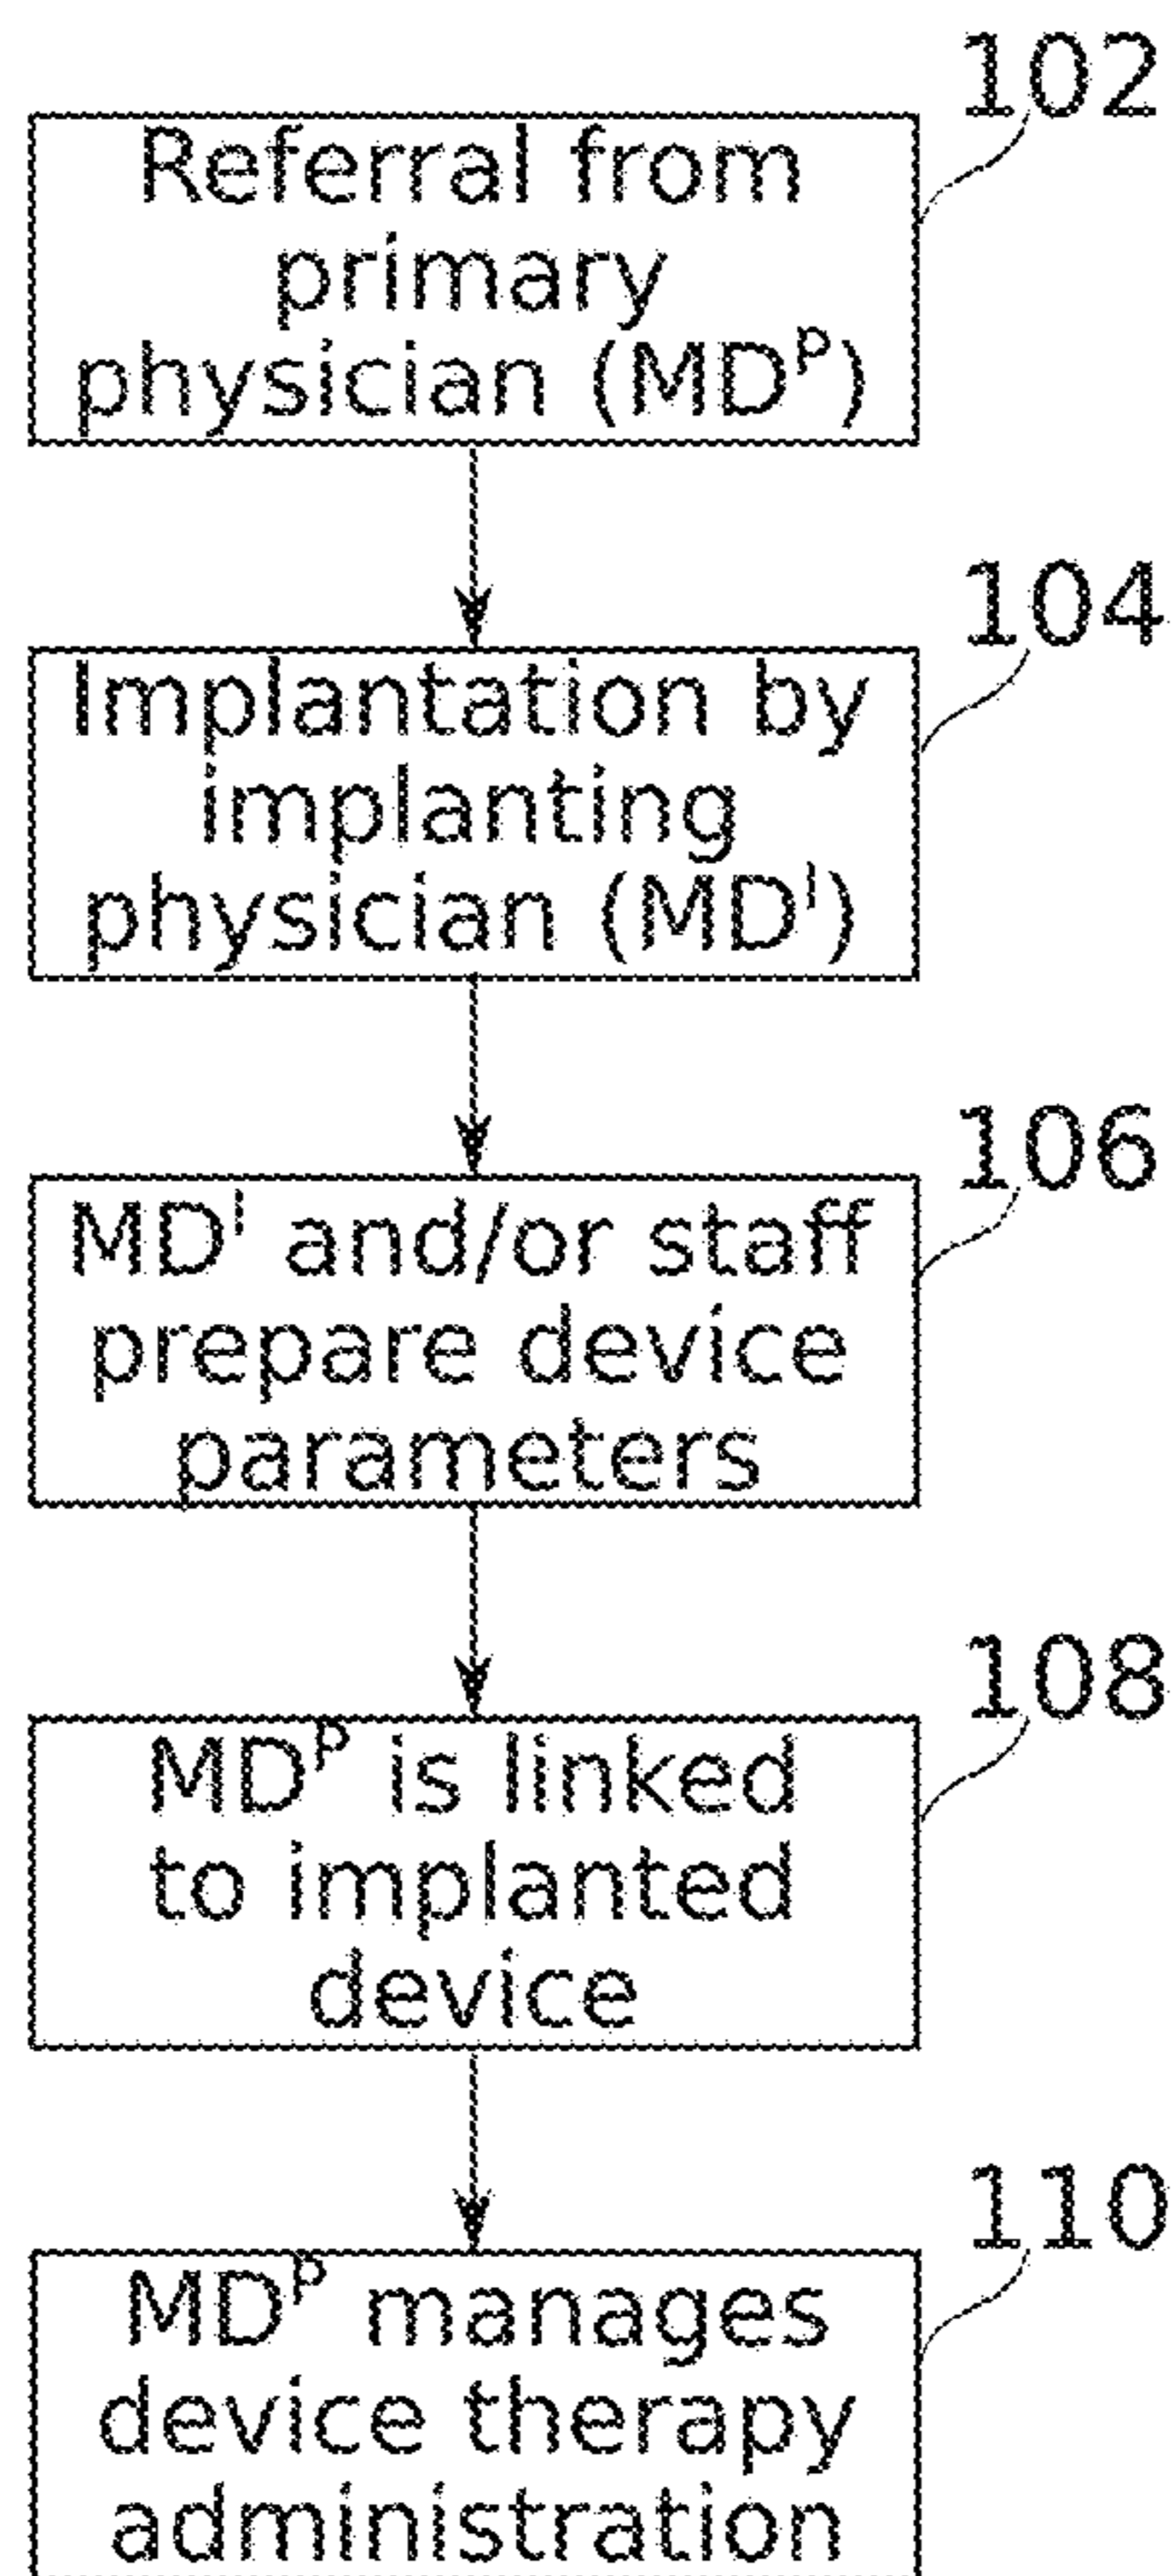 102
Referral from
primary
physician (MDᵖ)
104
Implantation by
implanting
physician (MDᴵ)
106
MDᴵ and/or staff
prepare device
parameters
108
MDᵖ is linked
to implanted
device
110
MDᵖ manages
device therapy
administration